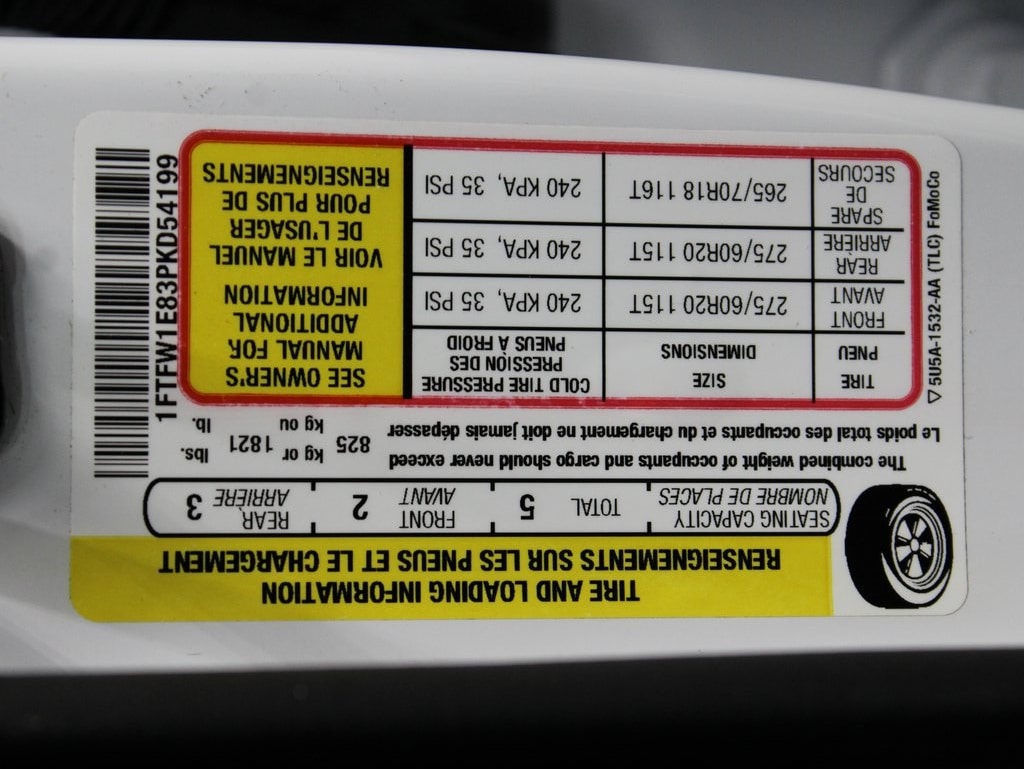 TIRE AND LOADING INFORMATION
RENSEIGNEMENTS SUR LES PNEUS ET LE CHARGEMENT
SEATING CAPACITY
NOMBRE DE PLACES
TOTAL 5
FRONT
AVANT
2
REAR
ARRIÈRE
3
The combined weight of occupants and cargo should never exceed
Le poids total des occupants et du chargement ne doit jamais dépasser
825 kg or 1821 lbs.
kg ou lb.
TIRE
PNEU
SIZE
DIMENSIONS
COLD TIRE PRESSURE
PRESSION DES
PNEUS À FROID
FRONT
AVANT
275/60R20 115T
240 KPA, 35 PSI
REAR
ARRIÈRE
275/60R20 115T
240 KPA, 35 PSI
SPARE
DE
SECOURS
265/70R18 116T
240 KPA, 35 PSI
SEE OWNER'S
MANUAL FOR
ADDITIONAL
INFORMATION
VOIR LE MANUEL
DE L'USAGER
POUR PLUS DE
RENSEIGNEMENTS
▽5U5A-1532-AA (TLC) FoMoCo
1FTFW1E83PKD54199